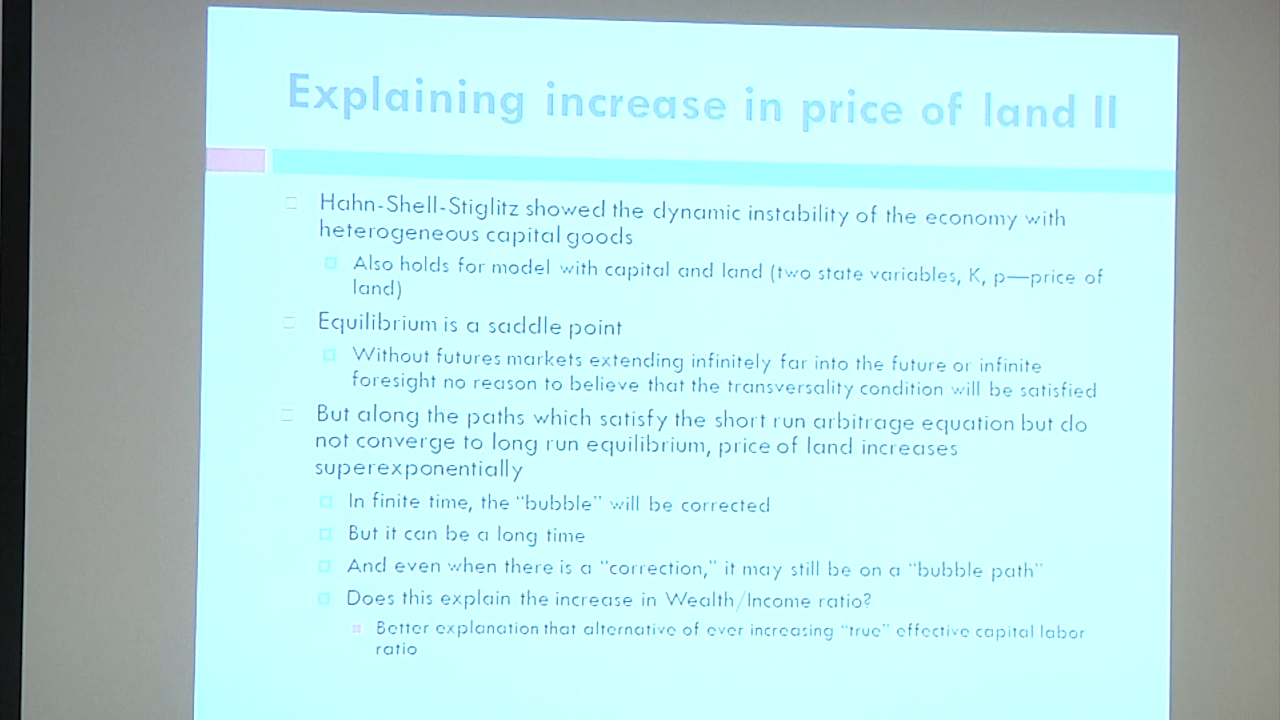 Explaining increase in price of land II
Hahn-Shell-Stiglitz showed the dynamic instability of the economy with
heterogeneous capital goods
Also holds for model with capital and land (two state variables, K, p—price of
land)
Equilibrium is a saddle point
Without futures markets extending infinitely far into the future or infinite
foresight no reason to believe that the transversality condition will be satisfied
But along the paths which satisfy the short run arbitrage equation but do
not converge to long run equilibrium, price of land increases
superexponentially
In finite time, the "bubble" will be corrected
But it can be a long time
And even when there is a "correction," it may still be on a "bubble path"
Does this explain the increase in Wealth/Income ratio?
Better explanation that alternative of ever increasing "true" effective capital labor
ratio